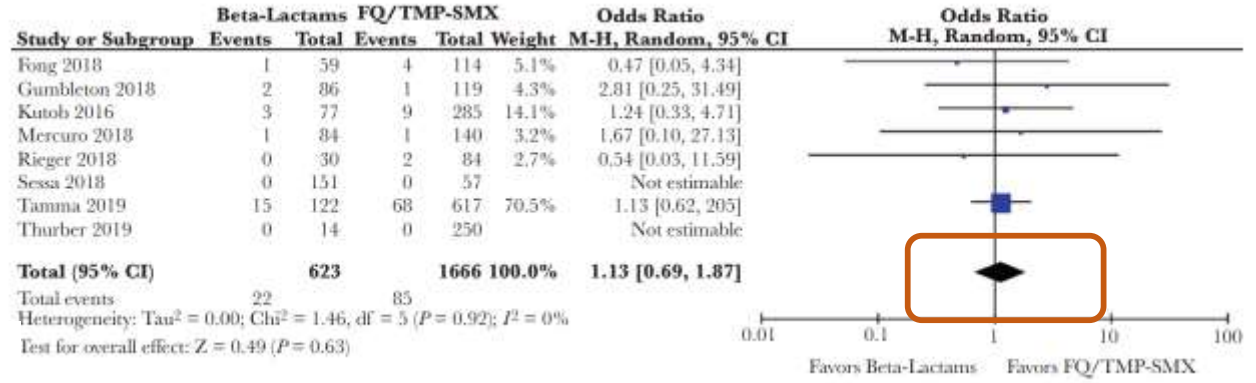 Beta-Lactams FQ/TMP-SMX Odds Ratio Odds Ratio
Study or Subgroup Events Total Events Total Weight M-H, Random, 95% CI M-H, Random, 95% CI
Fong 2018 1 59 4 114 5.1% 0.47 [0.05, 4.34]
Gumbleton 2018 2 86 1 119 4.3% 2.81 [0.25, 31.49]
Kutob 2016 3 77 9 285 14.1% 1.24 [0.33, 4.71]
Mercuro 2018 1 84 1 140 3.2% 1.67 [0.10, 27.13]
Rieger 2018 0 30 2 84 2.7% 0.54 [0.03, 11.59]
Sessa 2018 0 151 0 57 Not estimable
Tamma 2019 15 122 68 617 70.5% 1.13 [0.62, 205]
Thurber 2019 0 14 0 250 Not estimable
Total (95% CI) 623 1666 100.0% 1.13 [0.69, 1.87]
Total events 22 85
Heterogeneity: Tau² = 0.00; Chi² = 1.46, df = 5 (P = 0.92); I² = 0%
Test for overall effect: Z = 0.49 (P = 0.63)
0.01 0.1 1 10 100
Favors Beta-Lactams Favors FQ/TMP-SMX